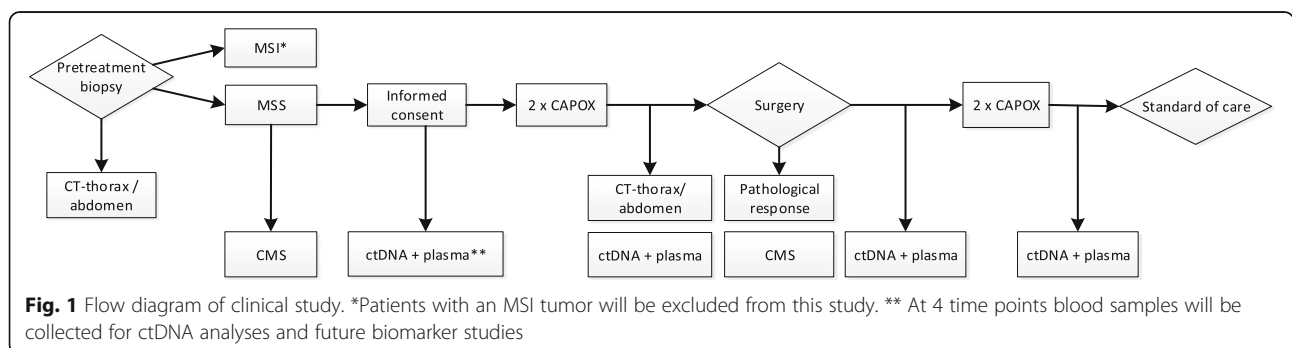 MSI*
Pretreatment
biopsy
MSS
Informed
consent
2 x CAPOX
Surgery
2 x CAPOX
Standard of care
CT-thorax /
abdomen
CT-thorax/
abdomen
Pathological
response
CMS
ctDNA + plasma**
ctDNA + plasma
CMS
ctDNA + plasma
ctDNA + plasma
Fig. 1 Flow diagram of clinical study. *Patients with an MSI tumor will be excluded from this study. ** At 4 time points blood samples will be
collected for ctDNA analyses and future biomarker studies